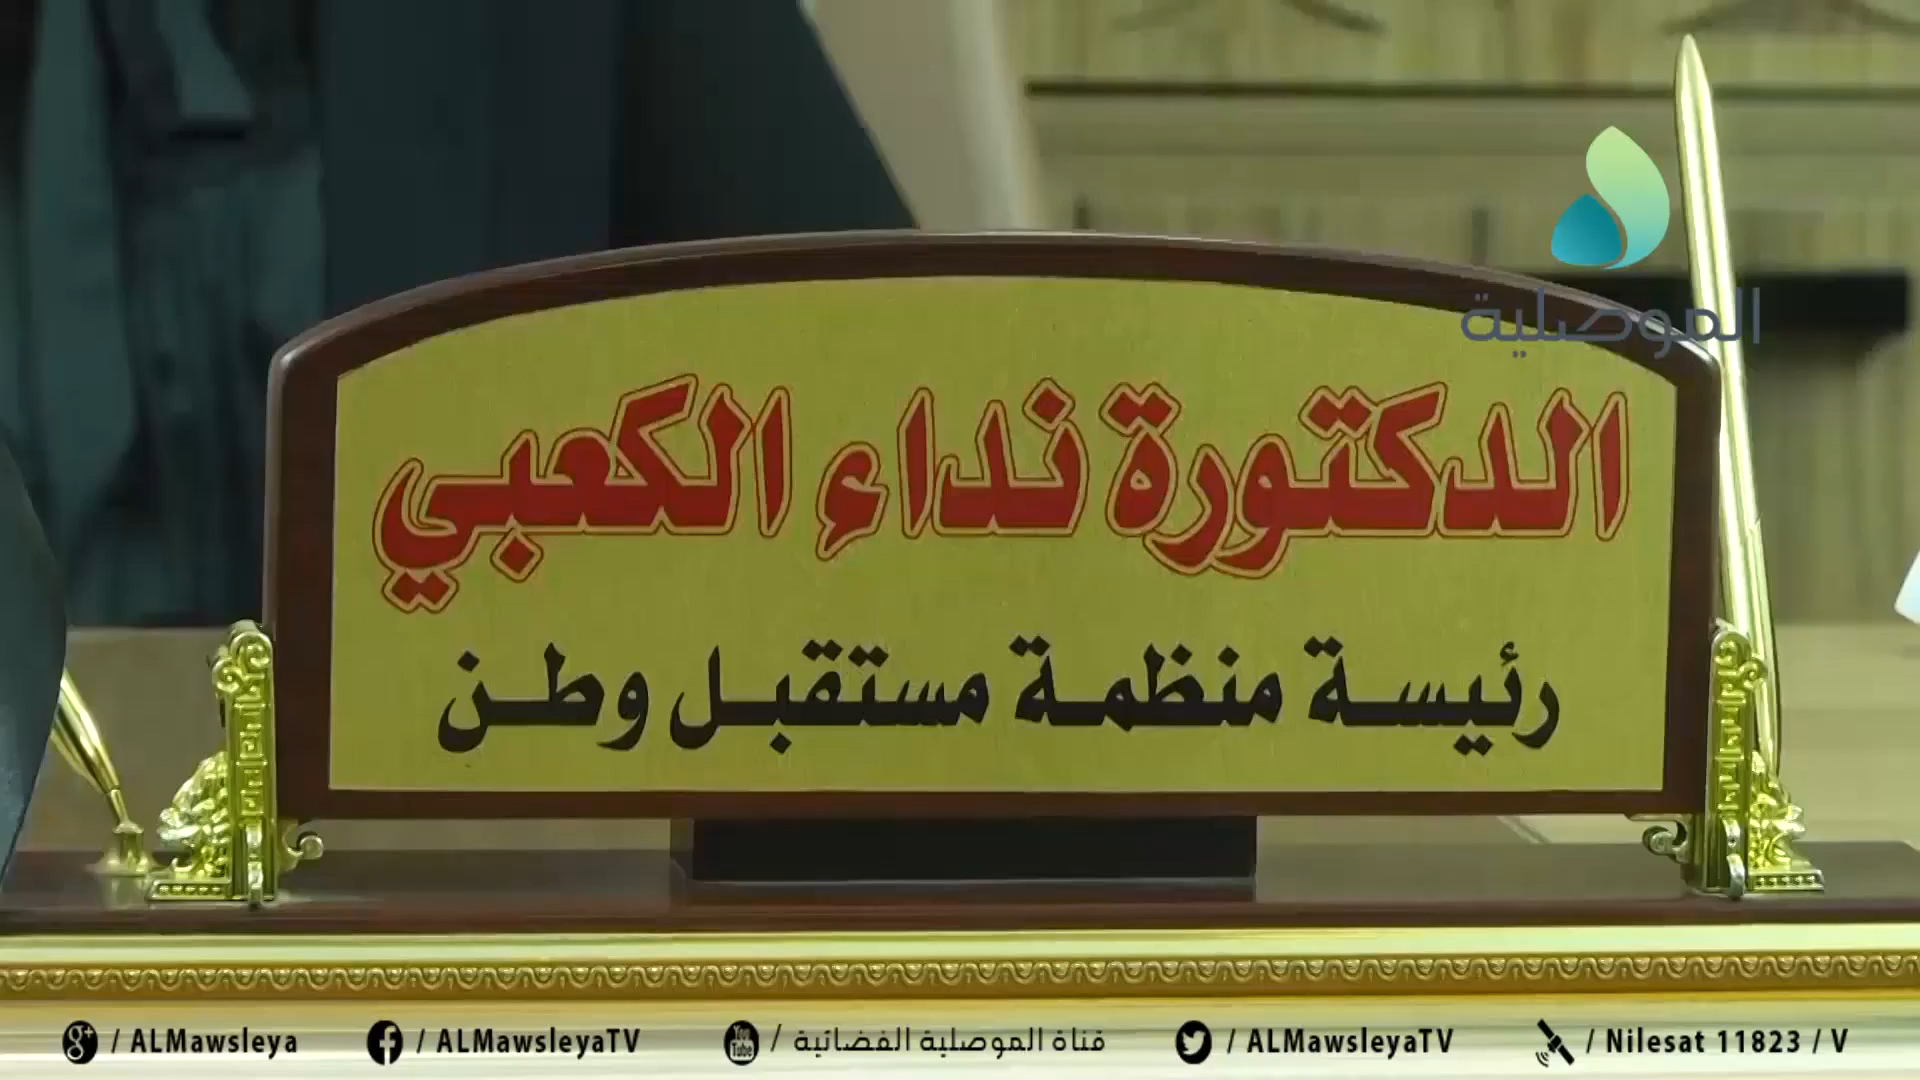 الموصلية
الدكتورة نداء الكعبي
رئيسة منظمة مستقبل وطن
/ ALMawsleya
/ ALMawsleyaTV
/ قناة الموصلية الفضائية
/ ALMawsleyaTV
/ Nilesat 11823 / V